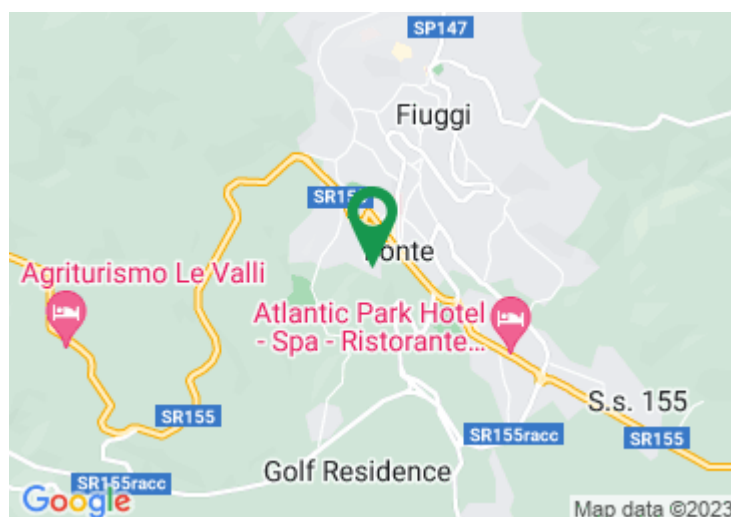 SP147
Fiuggi
SR155
onte
Agriturismo Le Valli
Atlantic Park Hotel
- Spa - Ristorante...
S.s. 155
SR155
SR155racc
SR155
Golf Residence
SR155racc
Google
Map data ©2023